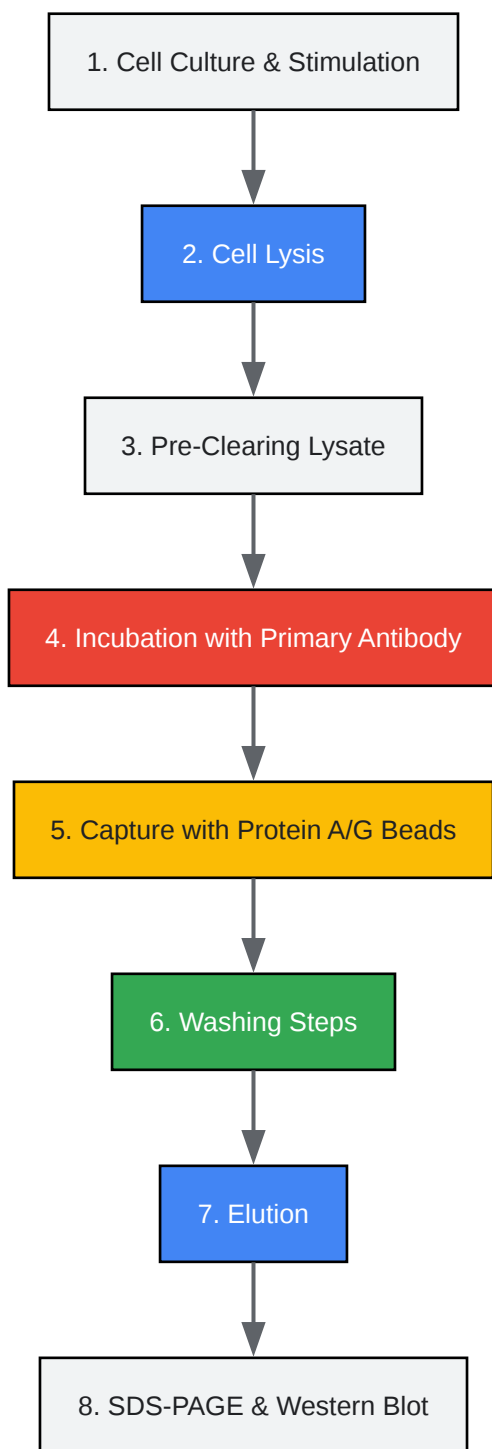 1. Cell Culture & Stimulation
2. Cell Lysis
3. Pre-Clearing Lysate
4. Incubation with Primary Antibody
5. Capture with Protein A/G Beads
6. Washing Steps
7. Elution
8. SDS-PAGE & Western Blot